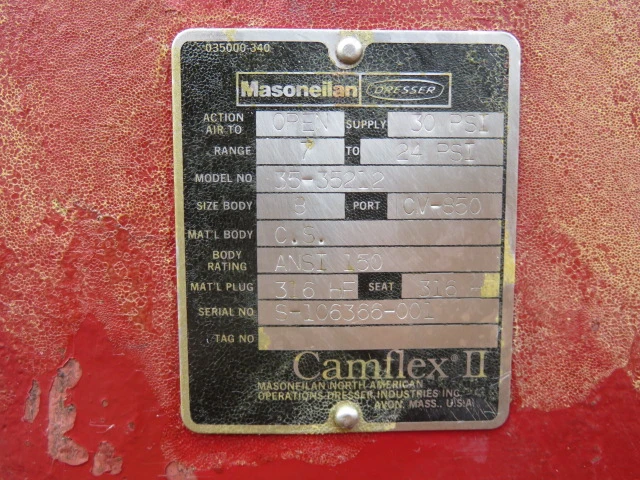 035000-340
Masoneilan DRESSER
ACTION AIR TO OPEN SUPPLY 30 PSI
RANGE 7 TO 24 PSI
MODEL NO 35-35212
SIZE BODY 8 PORT CV-850
MAT'L BODY C.S.
BODY RATING ANSI 150
MAT'L PLUG 316 HF SEAT 316
SERIAL NO S-106366-001
TAG NO
Camflex® II
MASONEILAN NORTH AMERICAN
OPERATIONS-DRESSER INDUSTRIES INC.
AVON, MASS., U.S.A.